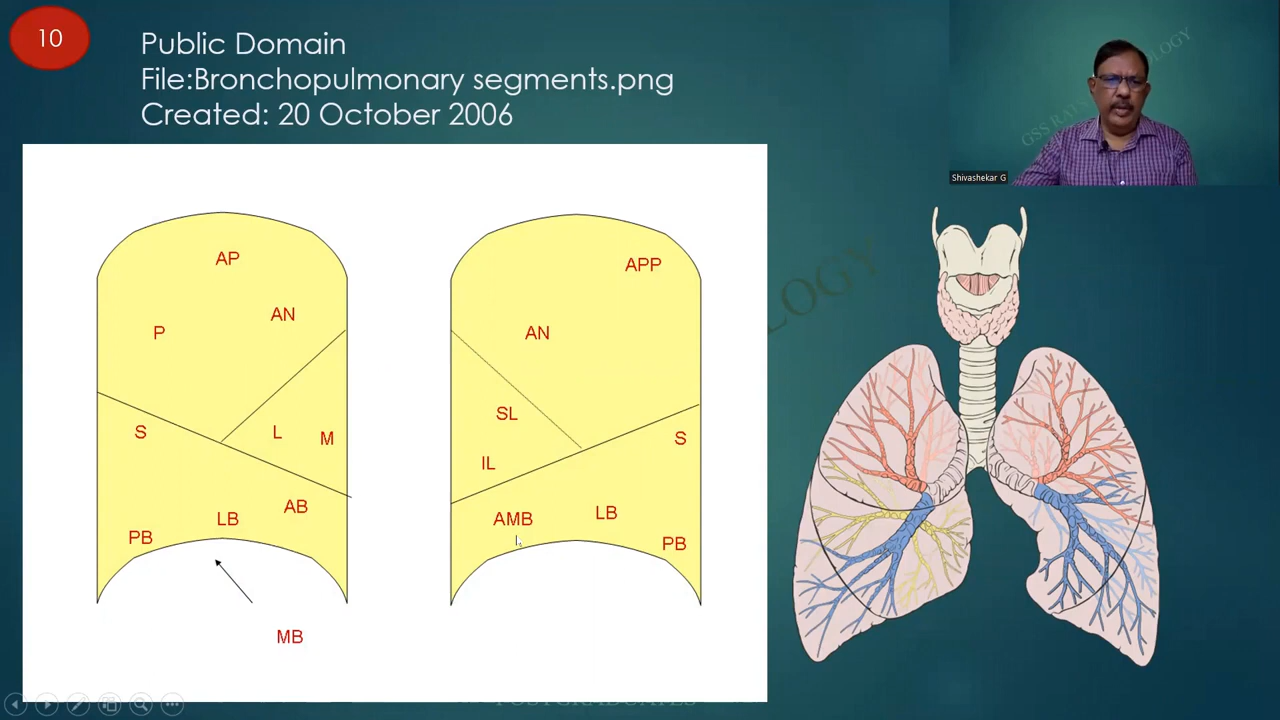 10
Public Domain
File:Bronchopulmonary segments.png
Created: 20 October 2006
Shivashekar G
AP
AN
P
S
L
M
AB
LB
PB
MB
APP
AN
SL
S
IL
AMB
LB
PB